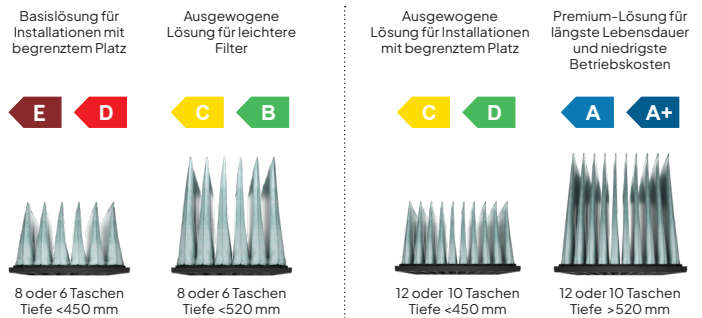 Basislösung für
Installationen mit
begrenztem Platz
E
D
8 oder 6 Taschen
Tiefe <450 mm
Ausgewogene
Lösung für leichtere
Filter
C
B
8 oder 6 Taschen
Tiefe <520 mm
Ausgewogene
Lösung für Installationen
mit begrenztem Platz
C
D
12 oder 10 Taschen
Tiefe <450 mm
Premium-Lösung für
längste Lebensdauer
und niedrigste
Betriebskosten
A
A+
12 oder 10 Taschen
Tiefe >520 mm